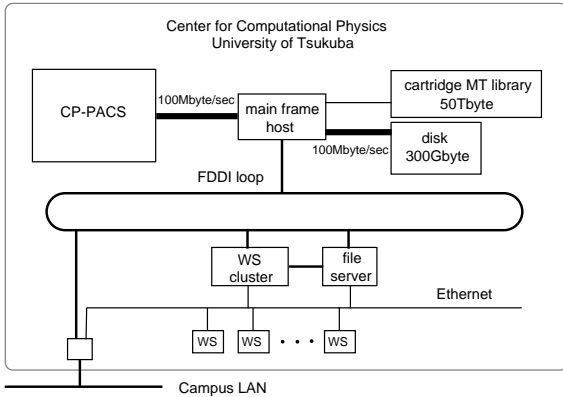 Center for Computational Physics
University of Tsukuba
CP-PACS
100Mbyte/sec
main frame
host
cartridge MT library
50Tbyte
disk
300Gbyte
100Mbyte/sec
FDDI loop
WS
cluster
file
server
Ethernet
WS
WS
• • •
WS
Campus LAN